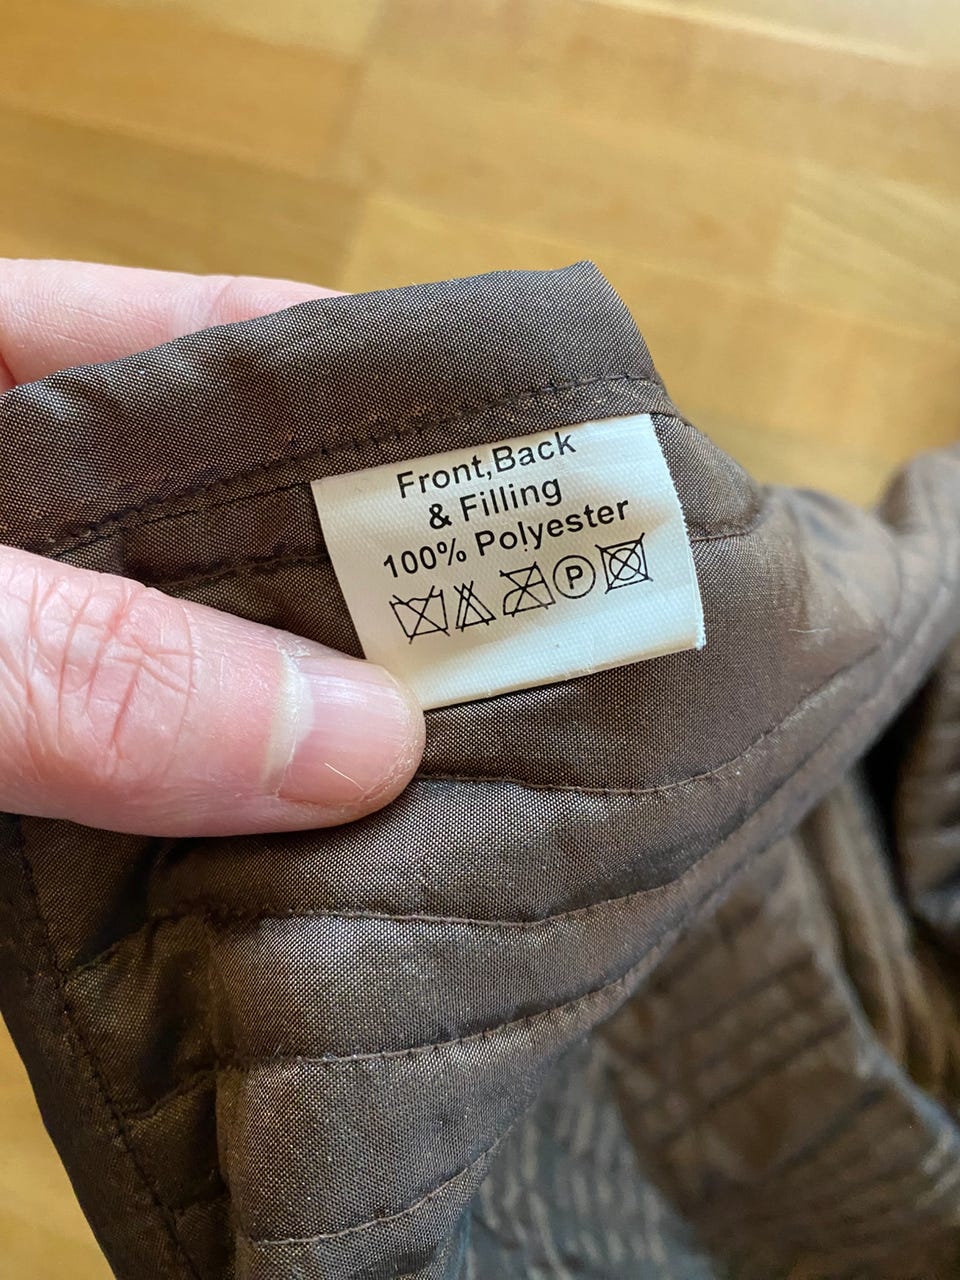 Front,Back
& Filling
100% Polyester
P